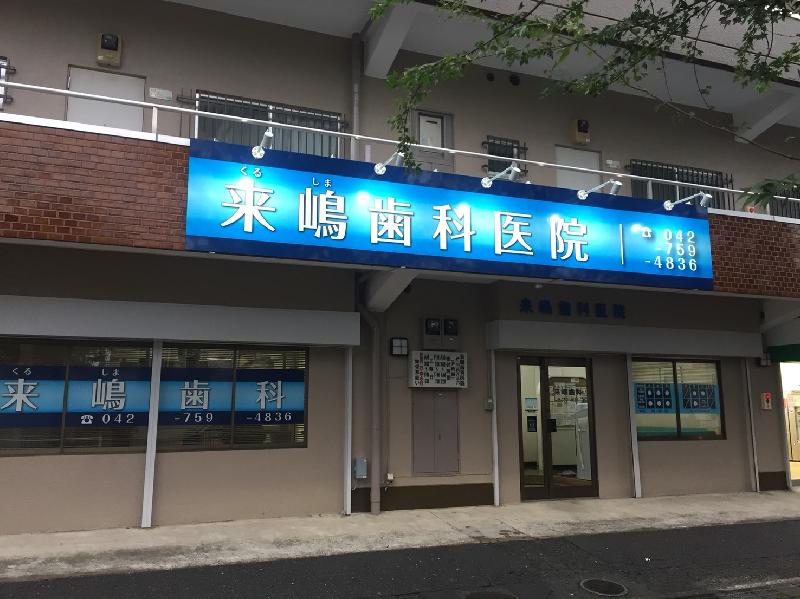 くる しま
来嶋歯科医院
☎ 042
-759
-4836
来嶋歯科医院
くる しま
来嶋歯科
☎ 042 -759 -4836